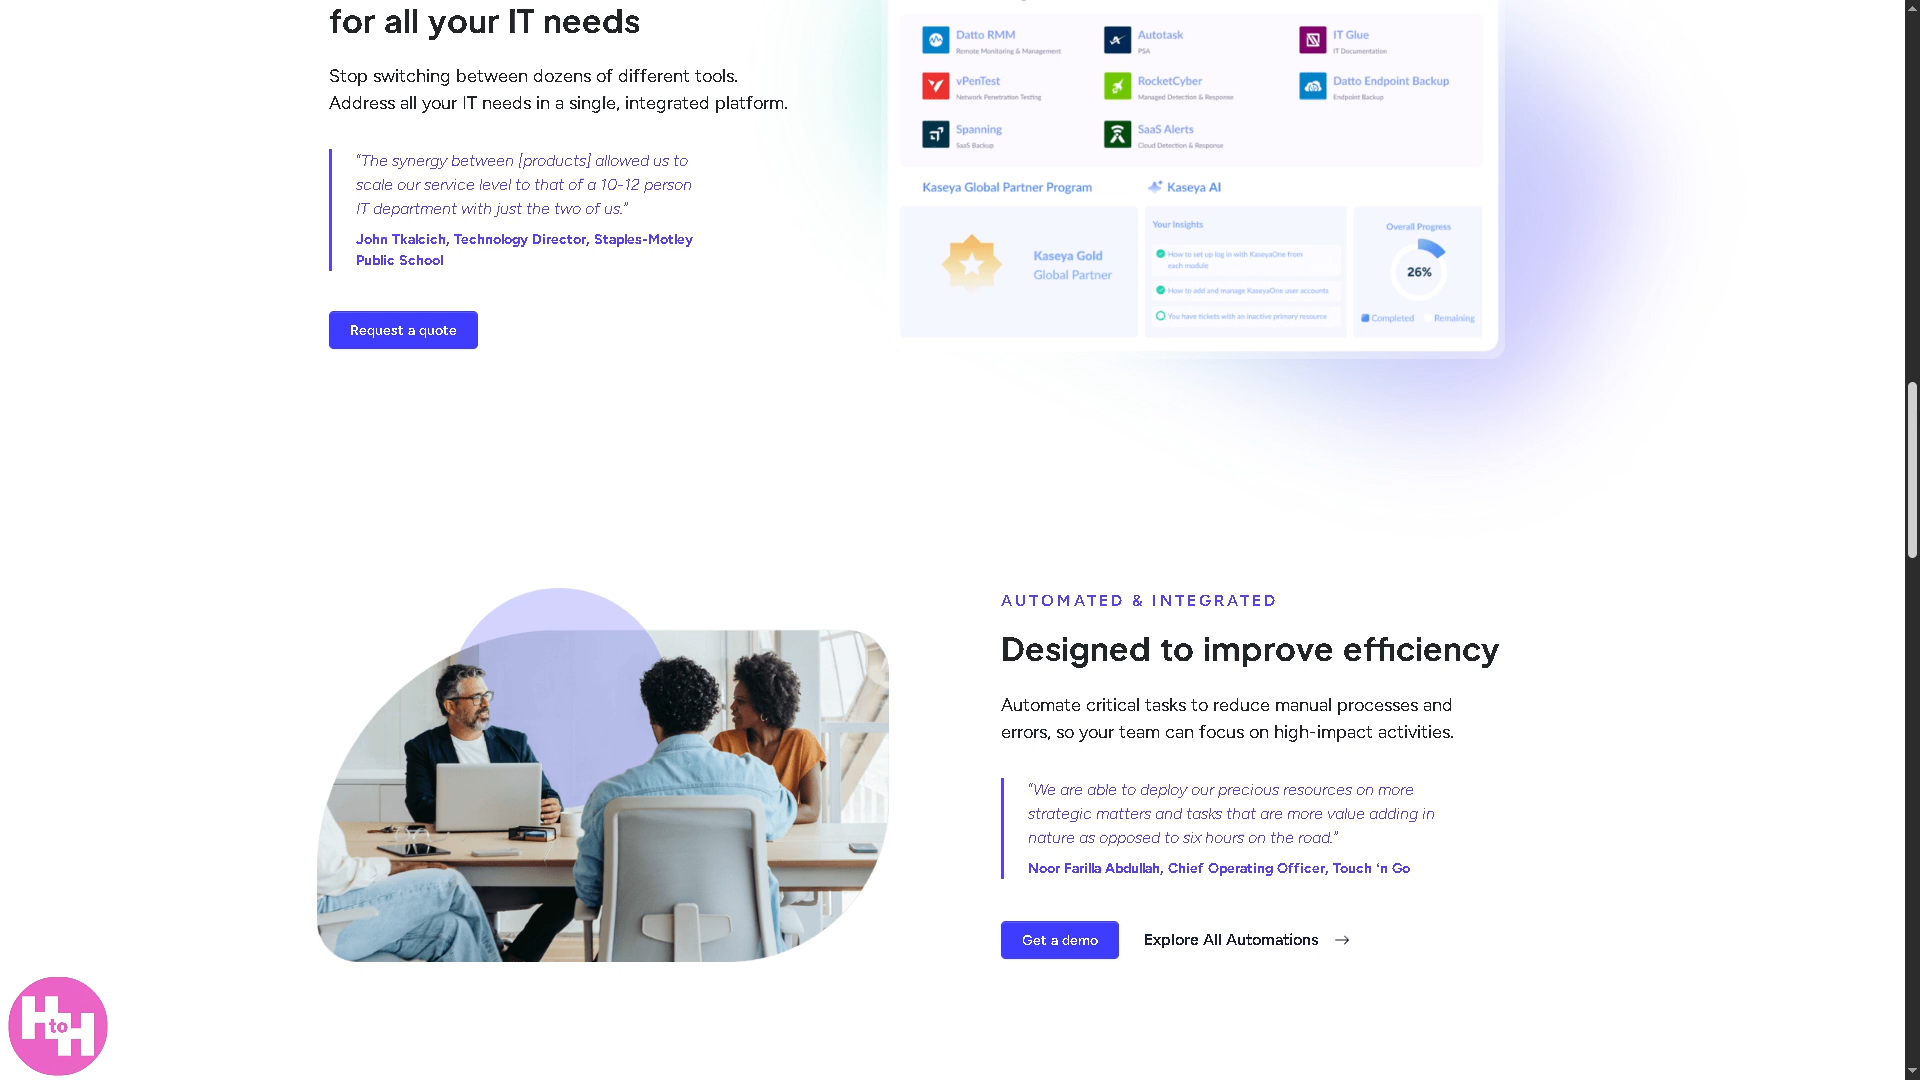 for all your IT needs
Stop switching between dozens of different tools.
Address all your IT needs in a single, integrated platform.
“The synergy between [products] allowed us to
scale our service level to that of a 10-12 person
IT department with just the two of us.”
John Tkalcich, Technology Director, Staples-Motley
Public School
Request a quote
Datto RMM
Remote Monitoring & Management
Autotask
PSA
IT Glue
IT Documentation
vPenTest
Network Penetration Testing
RocketCyber
Managed Detection & Response
Datto Endpoint Backup
Endpoint Backup
Spanning
SaaS Backup
SaaS Alerts
Cloud Detection & Response
Kaseya Global Partner Program
Kaseya AI
Kaseya Gold
Global Partner
Your Insights
How to set up log in with KaseyaOne from
each module
How to add and manage KaseyaOne user accounts
You have tickets with an inactive primary resource
Overall Progress
26%
Completed
Remaining
AUTOMATED & INTEGRATED
Designed to improve efficiency
Automate critical tasks to reduce manual processes and
errors, so your team can focus on high-impact activities.
“We are able to deploy our precious resources on more
strategic matters and tasks that are more value adding in
nature as opposed to six hours on the road.”
Noor Farilla Abdullah, Chief Operating Officer, Touch ‘n Go
Get a demo
Explore All Automations
H to H